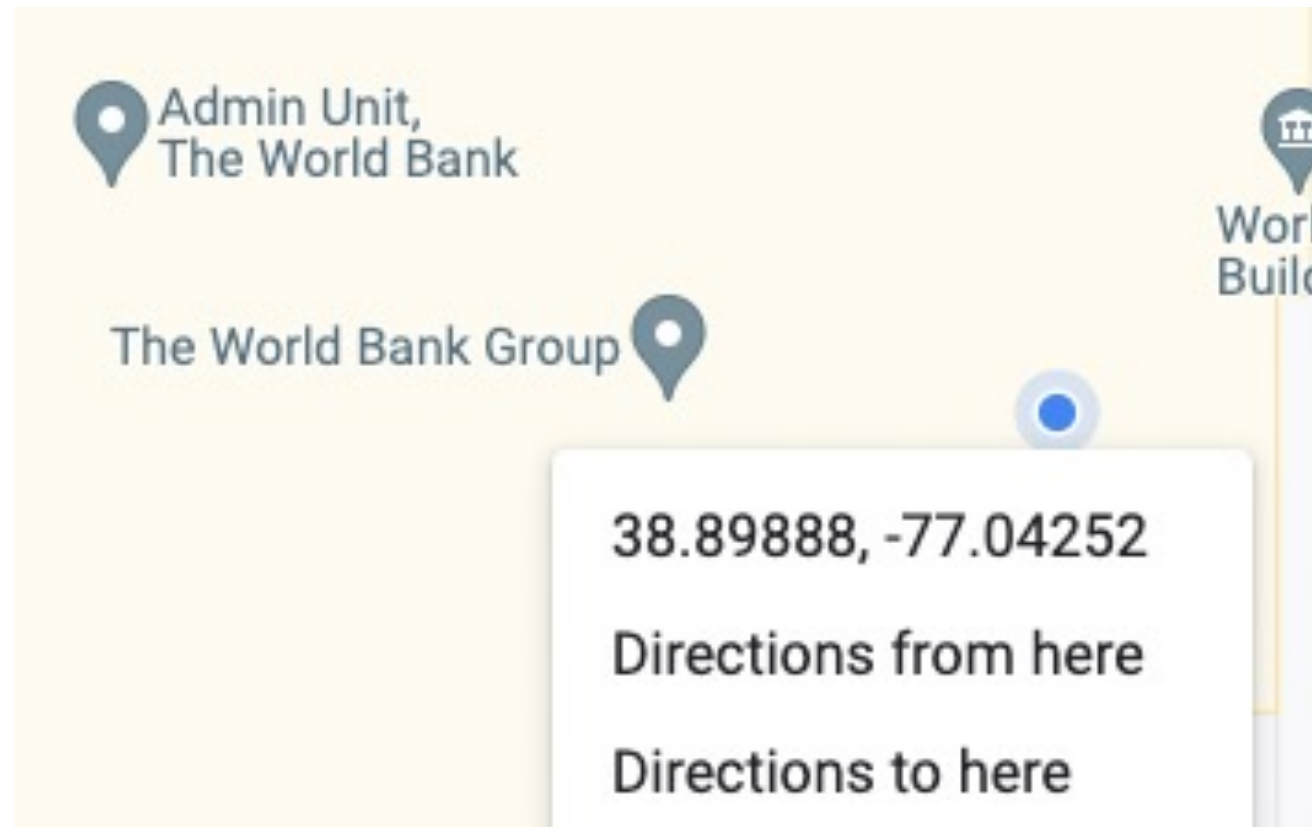 Admin Unit,
The World Bank
The World Bank Group
38.89888, -77.04252
Directions from here
Directions to here